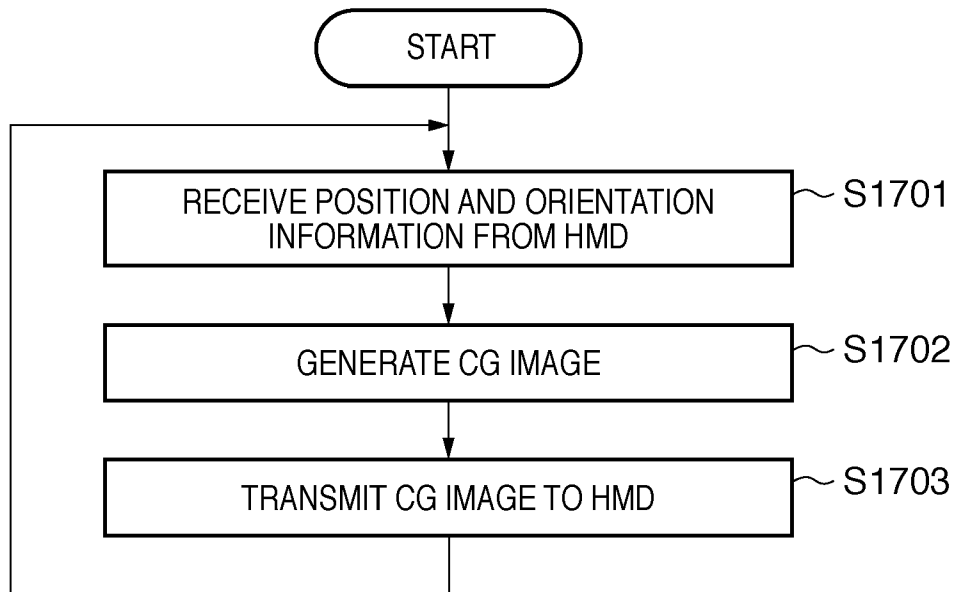 START
RECEIVE POSITION AND ORIENTATION
INFORMATION FROM HMD
S1701
GENERATE CG IMAGE
S1702
TRANSMIT CG IMAGE TO HMD
S1703